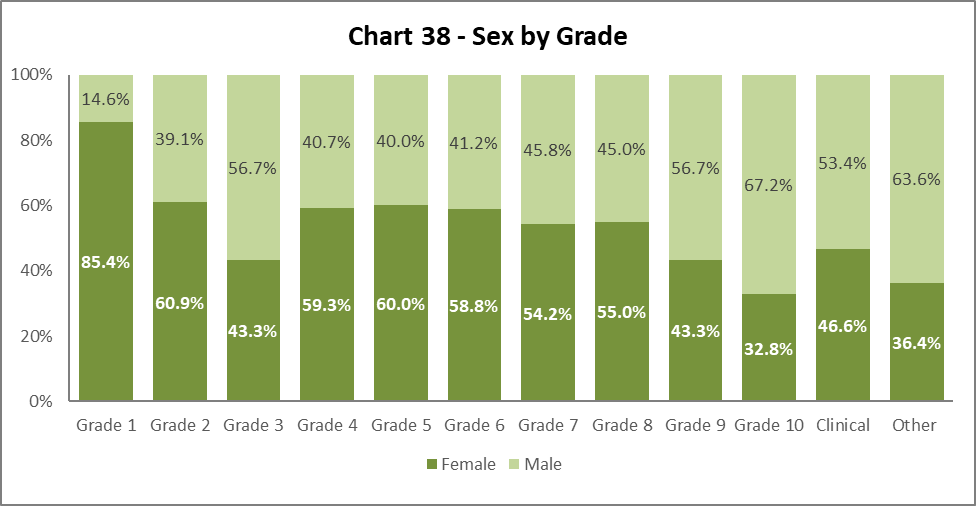 Chart 38 - Sex by Grade
100%
80%
60%
40%
20%
0%
14.6% 39.1% 56.7% 40.7% 40.0% 41.2% 45.8% 45.0% 56.7% 67.2% 53.4% 63.6%
85.4% 60.9% 43.3% 59.3% 60.0% 58.8% 54.2% 55.0% 43.3% 32.8% 46.6% 36.4%
Grade 1 Grade 2 Grade 3 Grade 4 Grade 5 Grade 6 Grade 7 Grade 8 Grade 9 Grade 10 Clinical Other
Female Male